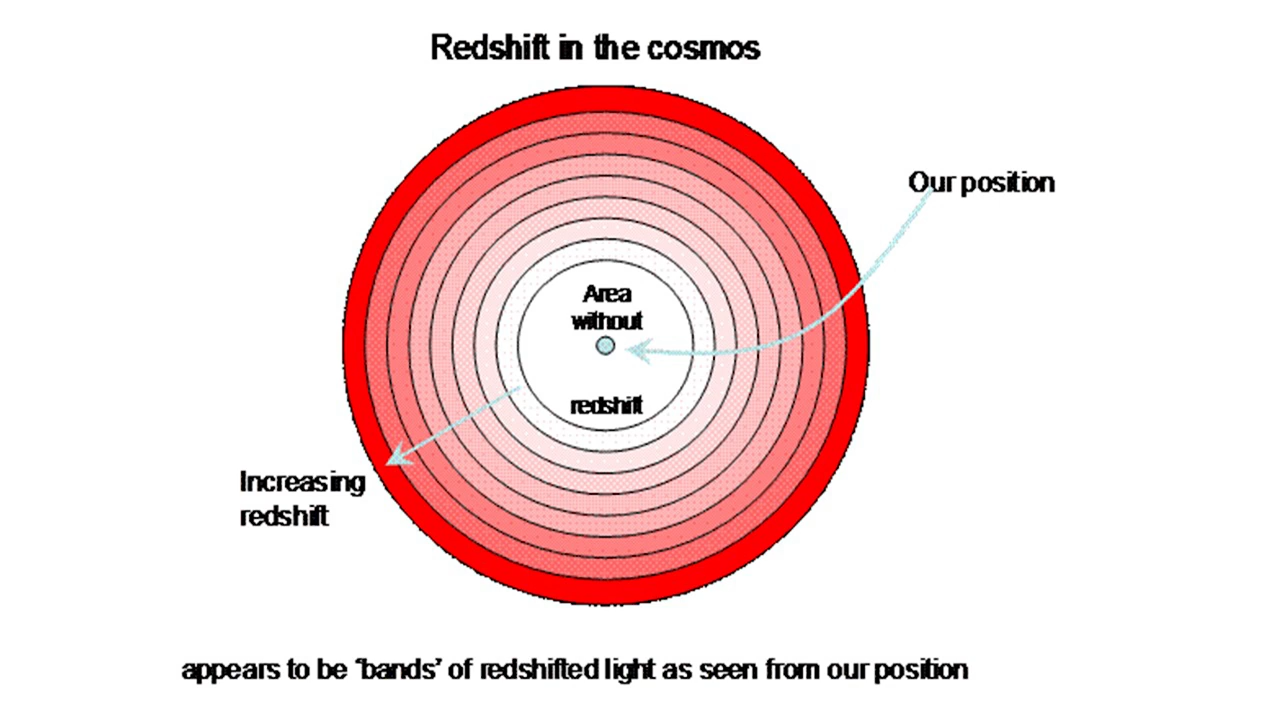 Redshift in the cosmos
Our position
Area
without
redshift
Increasing
redshift
appears to be 'bands' of redshifted light as seen from our position